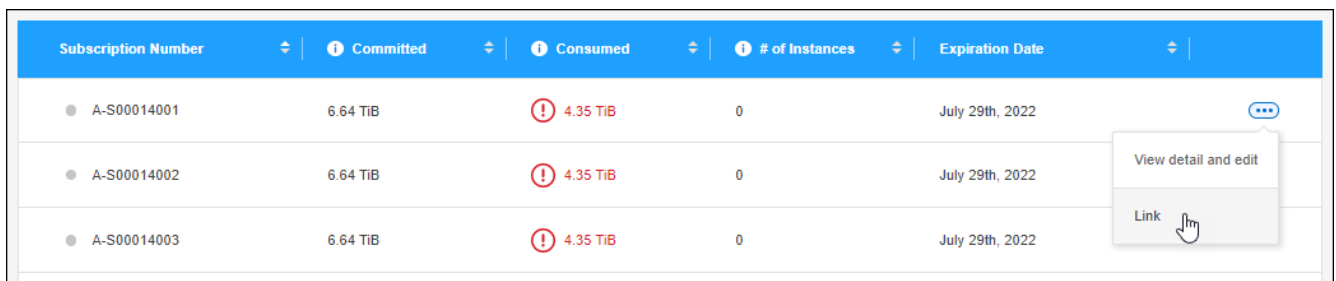 Subscription Number Committed Consumed # of Instances Expiration Date
A-S00014001 6.64 TiB 4.35 TiB 0 July 29th, 2022
View detail and edit
A-S00014002 6.64 TiB 4.35 TiB 0 July 29th, 2022
Link
A-S00014003 6.64 TiB 4.35 TiB 0 July 29th, 2022